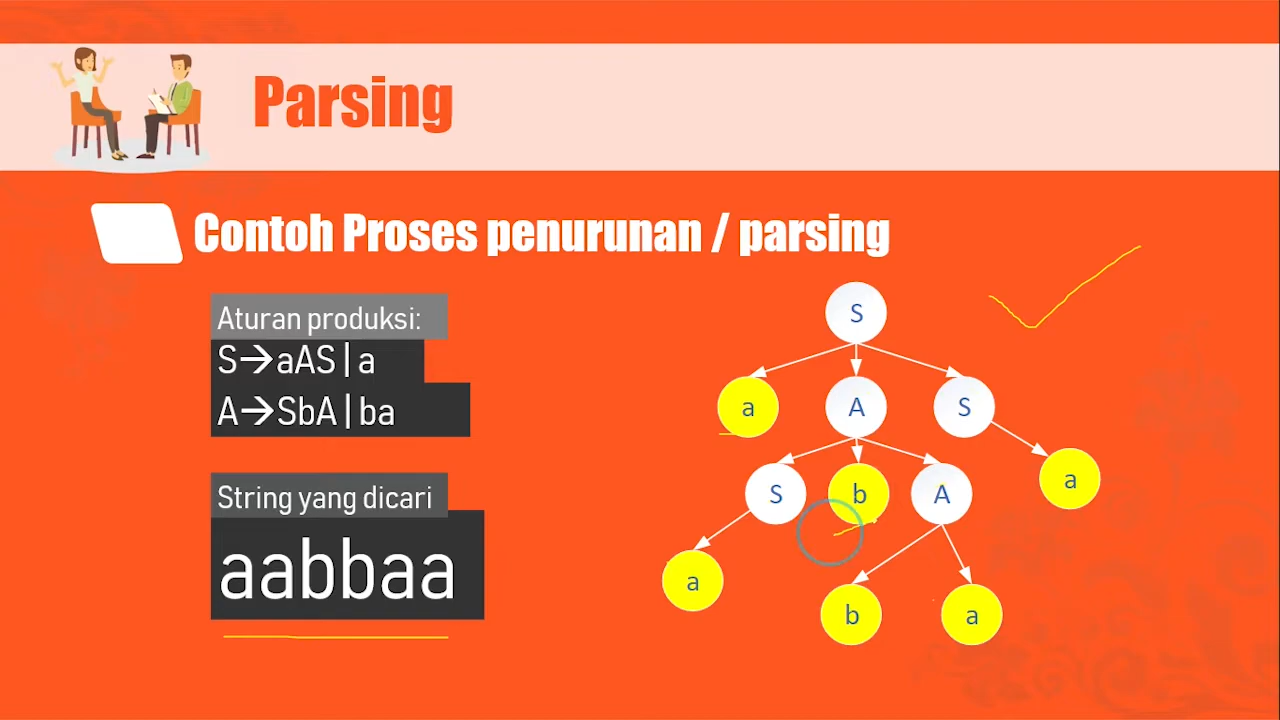 Parsing
Contoh Proses penurunan / parsing
Aturan produksi:
S→aAS | a
A→SbA | ba
String yang dicari
aabbaa
S
a A S
a
S b A
a
b a